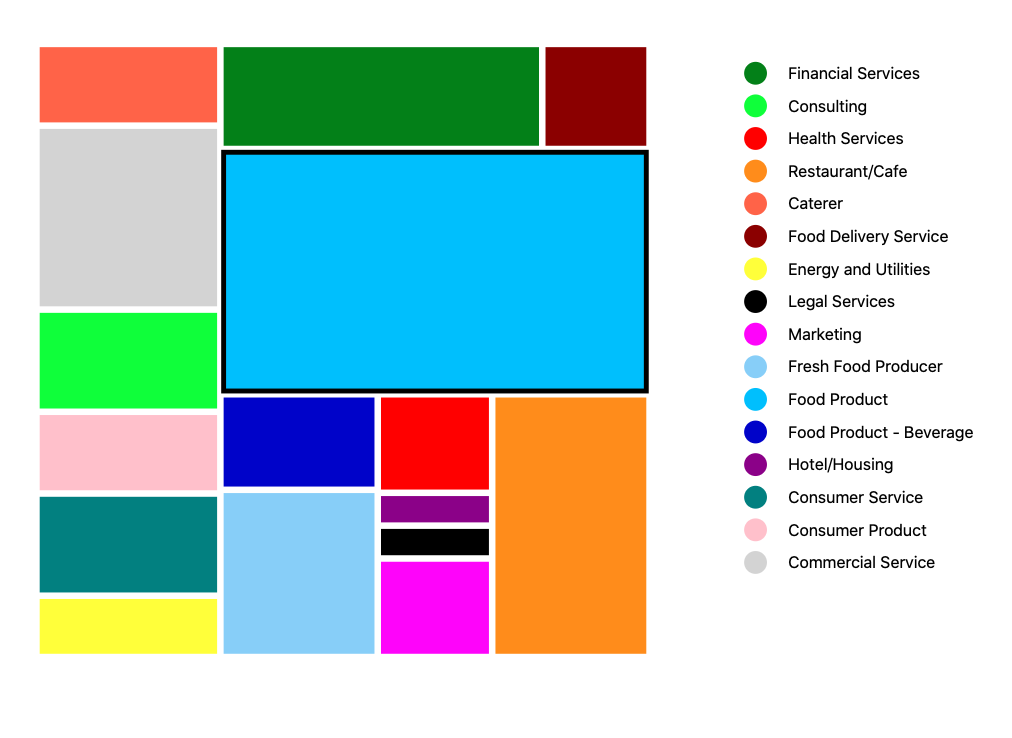 Financial Services
Consulting
Health Services
Restaurant/Cafe
Caterer
Food Delivery Service
Energy and Utilities
Legal Services
Marketing
Fresh Food Producer
Food Product
Food Product - Beverage
Hotel/Housing
Consumer Service
Consumer Product
Commercial Service